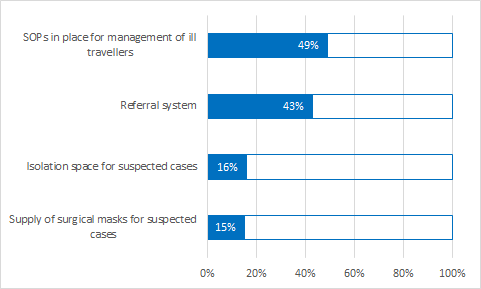 SOPs in place for management of ill
travellers
49%
Referral system
43%
Isolation space for suspected cases
16%
Supply of surgical masks for suspected
cases
15%
0% 20% 40% 60% 80% 100%